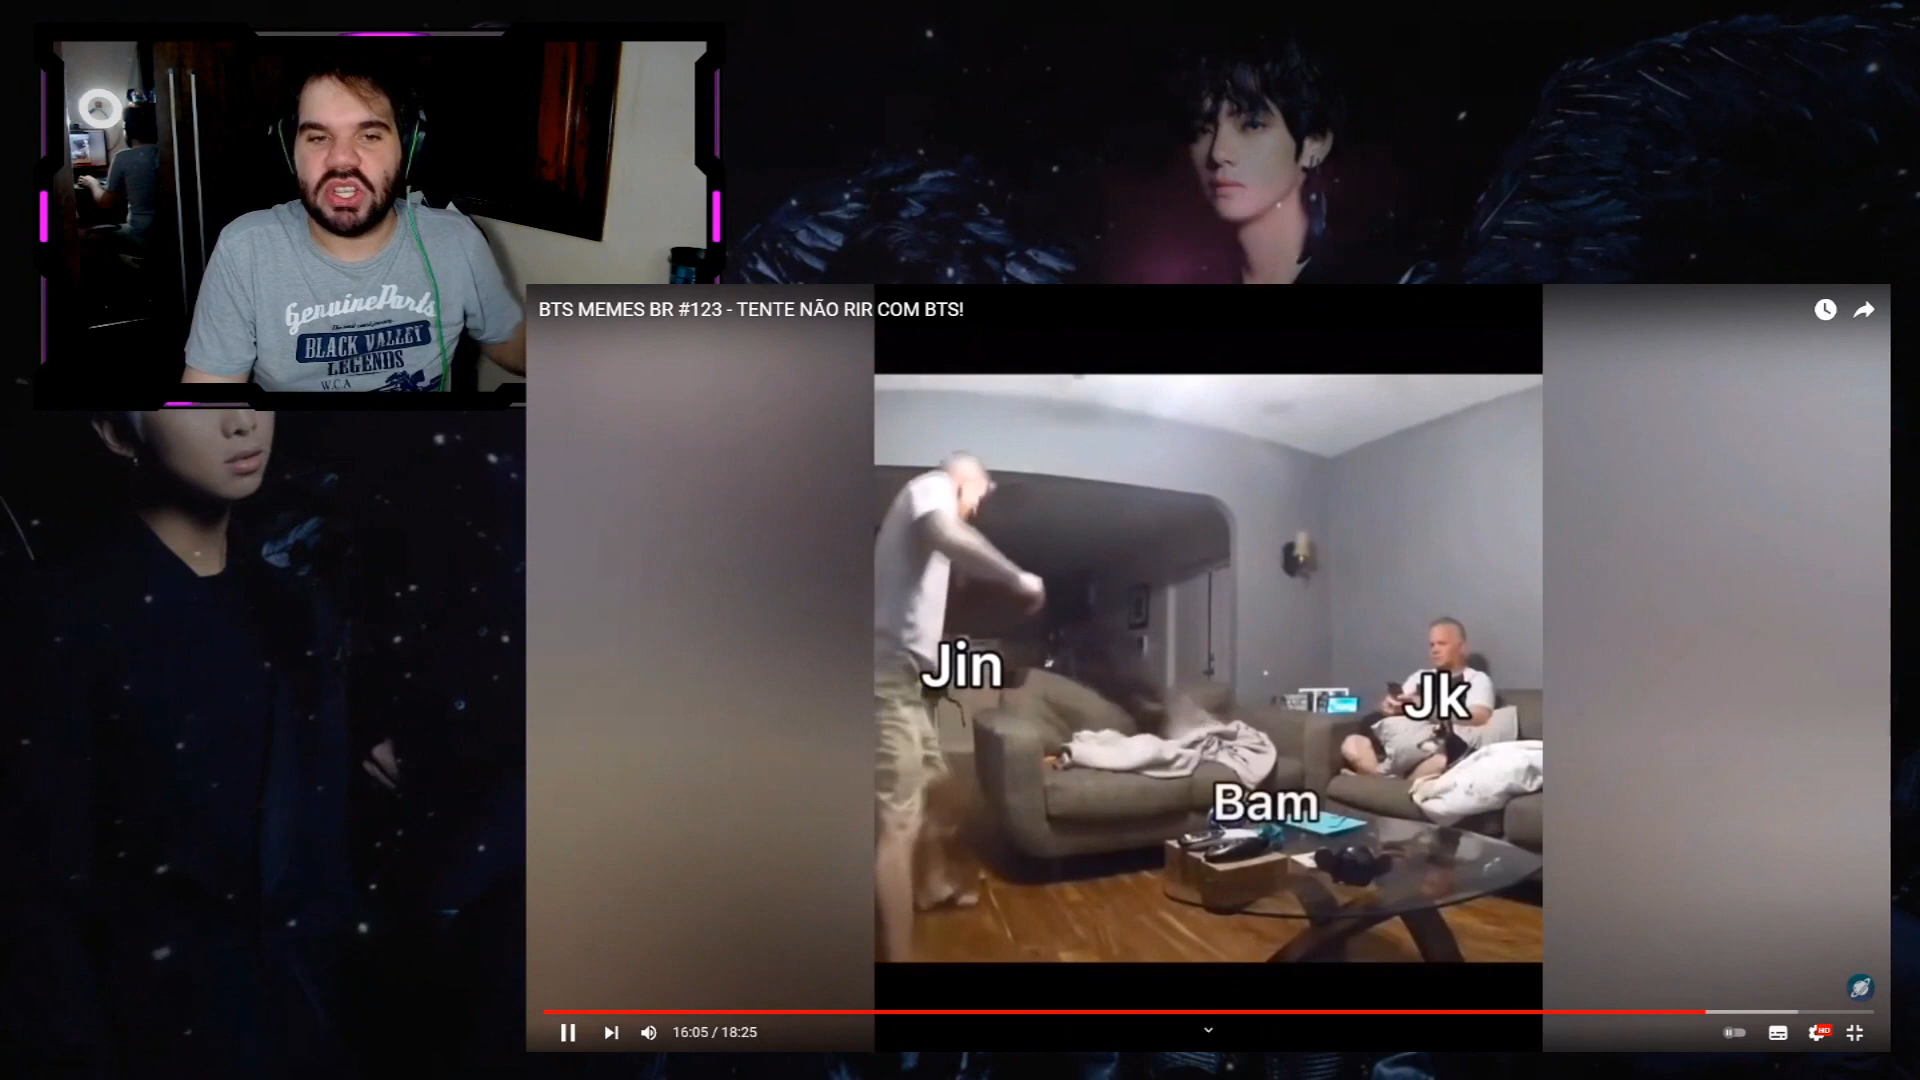 GenuineParts
BLACK VALLEY
LEGENDS
W.C.A
BTS MEMES BR #123 - TENTE NÃO RIR COM BTS!
Jin
Jk
Bam
16:05 / 18:25
HD